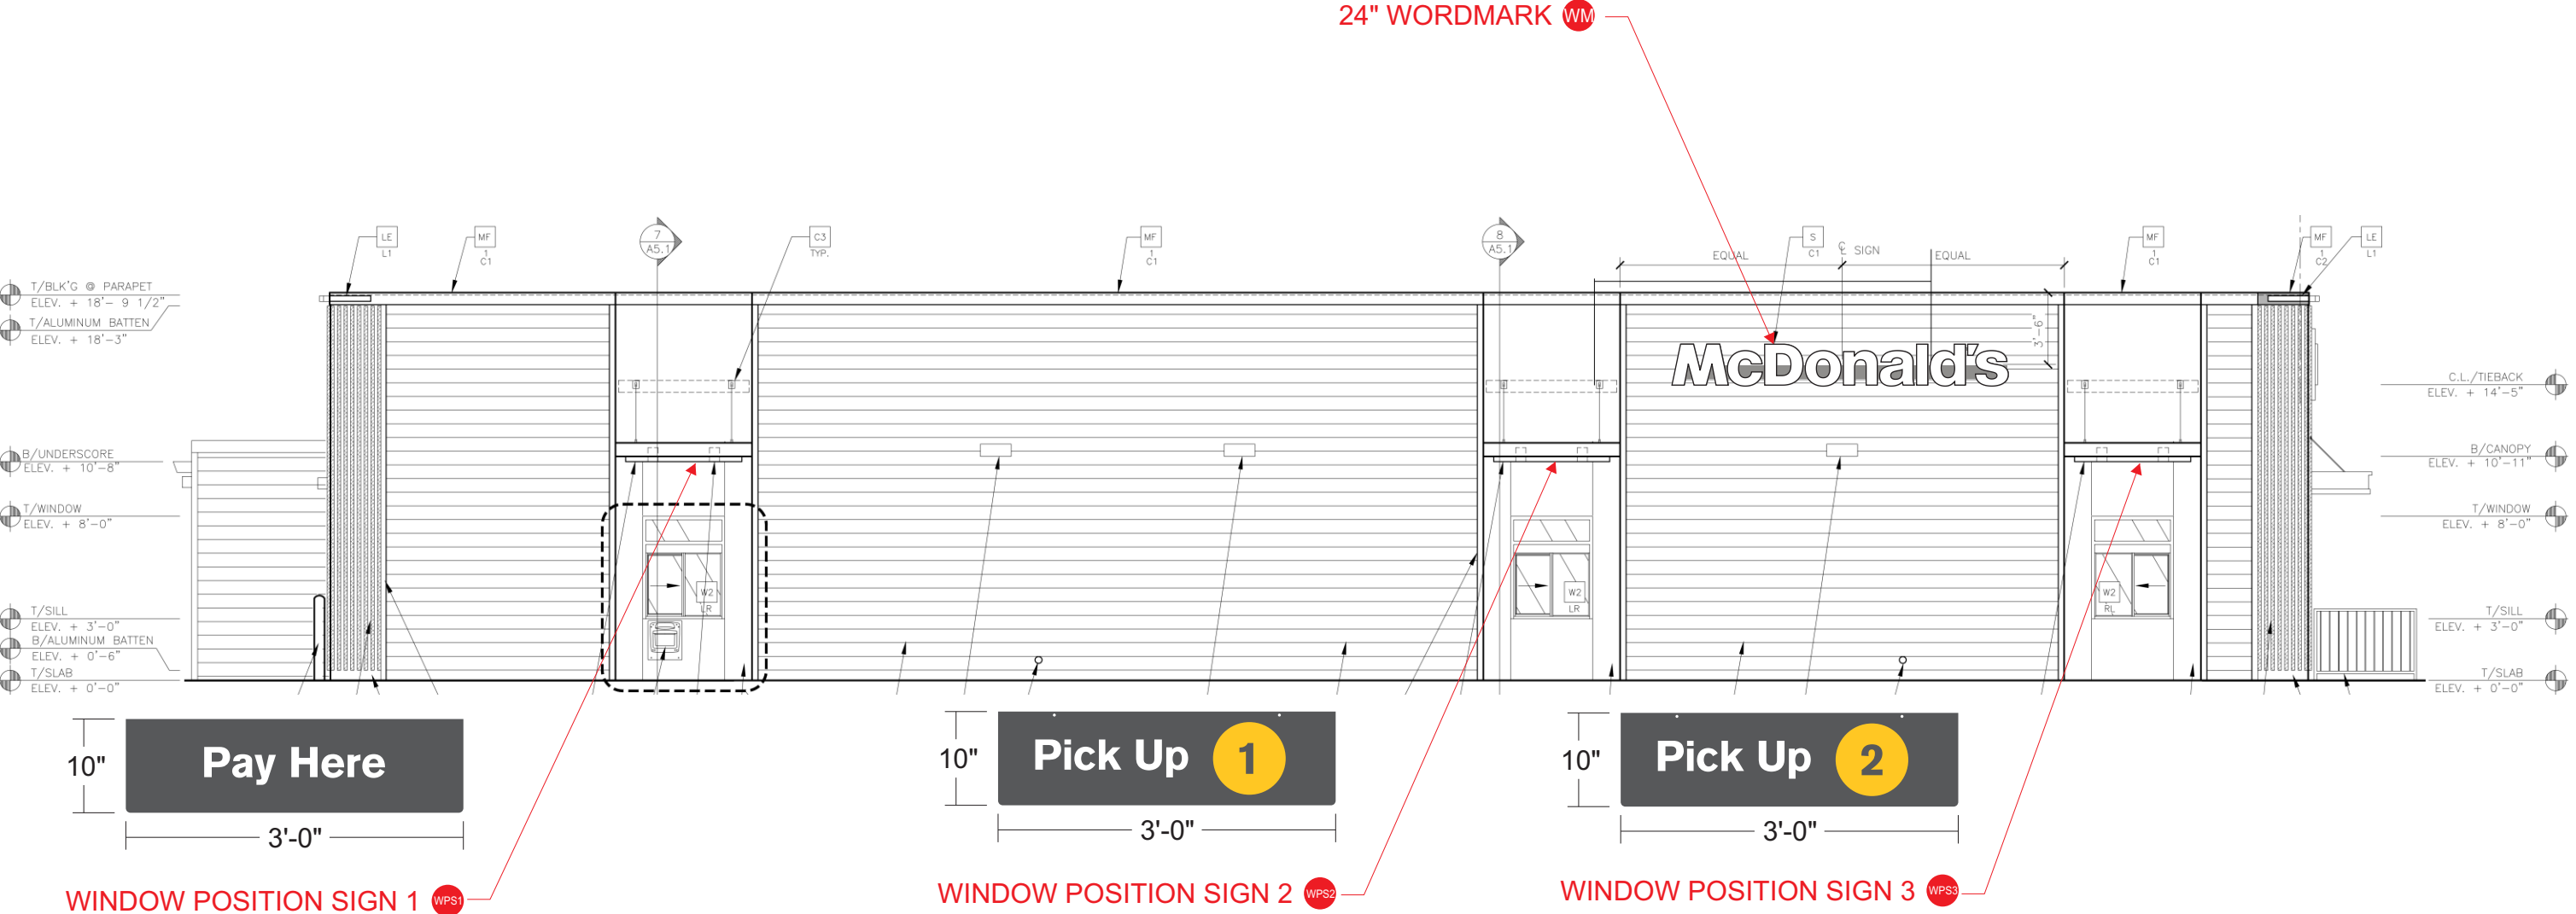 24" WORDMARK WM
LE
L1
MF
1
C1
7
A5.1
C3
TYP.
MF
1
C1
8
A5.1
EQUAL
S
C1
℄ SIGN
EQUAL
MF
1
C1
MF
1
C2
LE
L1
T/BLK'G @ PARAPET
ELEV. + 18'- 9 1/2"
T/ALUMINUM BATTEN
ELEV. + 18'-3"
3'-6"
McDonald's
C.L./TIEBACK
ELEV. + 14'-5"
B/UNDERSCORE
ELEV. + 10'-8"
B/CANOPY
ELEV. + 10'-11"
T/WINDOW
ELEV. + 8'-0"
T/WINDOW
ELEV. + 8'-0"
W2
LR
W2
LR
W2
RL
T/SILL
ELEV. + 3'-0"
B/ALUMINUM BATTEN
ELEV. + 0'-6"
T/SLAB
ELEV. + 0'-0"
T/SILL
ELEV. + 3'-0"
T/SLAB
ELEV. + 0'-0"
10"
Pay Here
3'-0"
10"
Pick Up 1
3'-0"
10"
Pick Up 2
3'-0"
WINDOW POSITION SIGN 1 WPS1
WINDOW POSITION SIGN 2 WPS2
WINDOW POSITION SIGN 3 WPS3